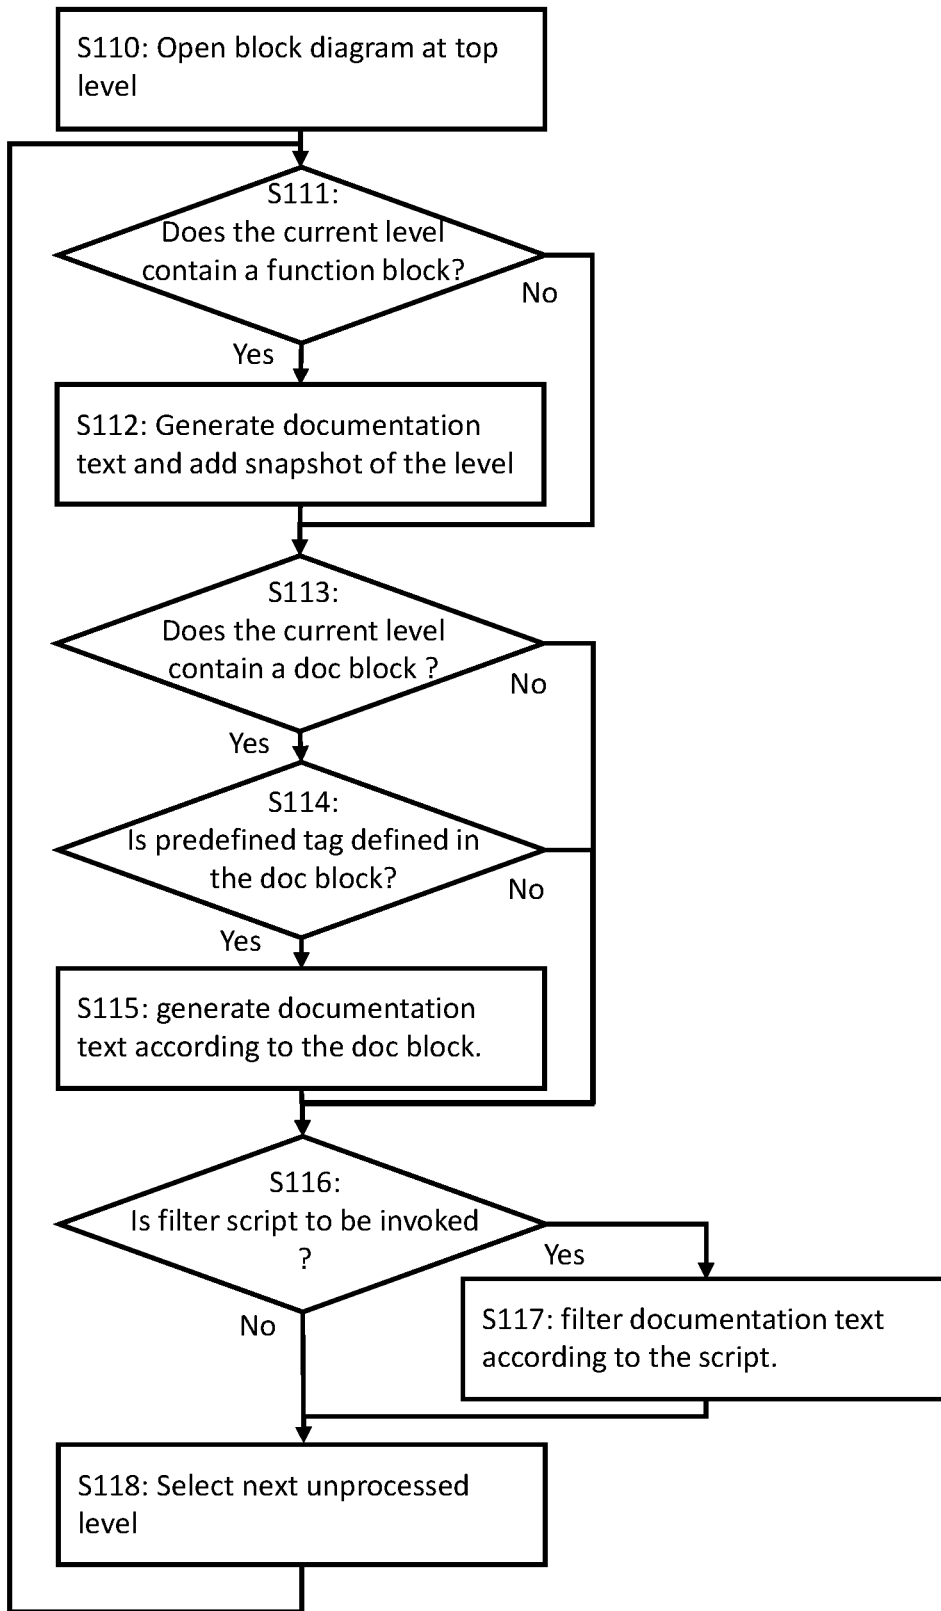 S110: Open block diagram at top
level
S111:
Does the current level
contain a function block?
No
Yes
S112: Generate documentation
text and add snapshot of the level
S113:
Does the current level
contain a doc block ?
No
Yes
S114:
Is predefined tag defined in
the doc block?
No
Yes
S115: generate documentation
text according to the doc block.
S116:
Is filter script to be invoked
?
Yes
No
S117: filter documentation text
according to the script.
S118: Select next unprocessed
level